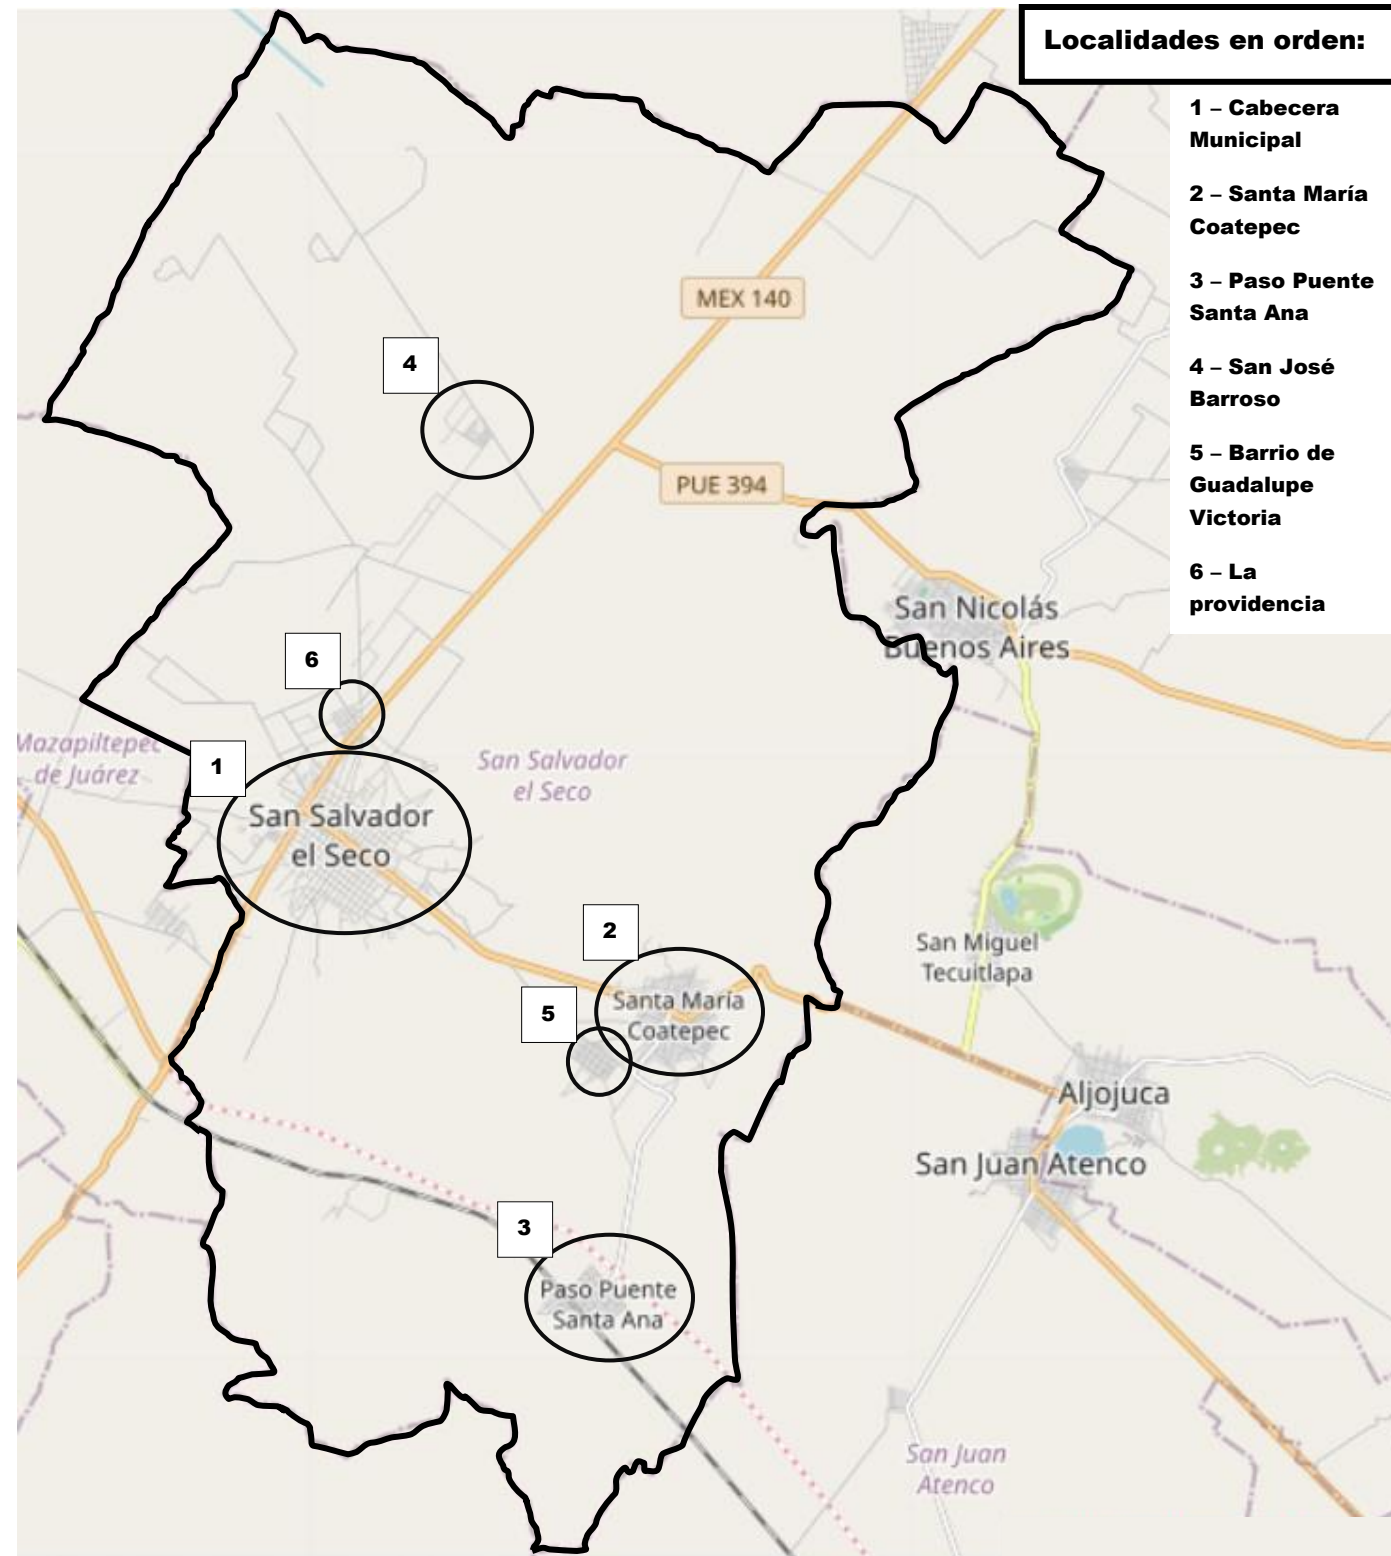 Localidades en orden:
1 – Cabecera
Municipal
2 – Santa María
Coatepec
3 – Paso Puente
Santa Ana
4 – San José
Barroso
5 – Barrio de
Guadalupe
Victoria
6 – La
providencia
MEX 140
4
PUE 394
San Nicolás
Buenos Aires
6
Mazapiltepec
de Juárez
1
San Salvador
el Seco
San Salvador
el Seco
2
San Miguel
Tecuitlapa
Santa María
Coatepec
5
Aljojuca
San Juan Atenco
3
Paso Puente
Santa Ana
San Juan
Atenco